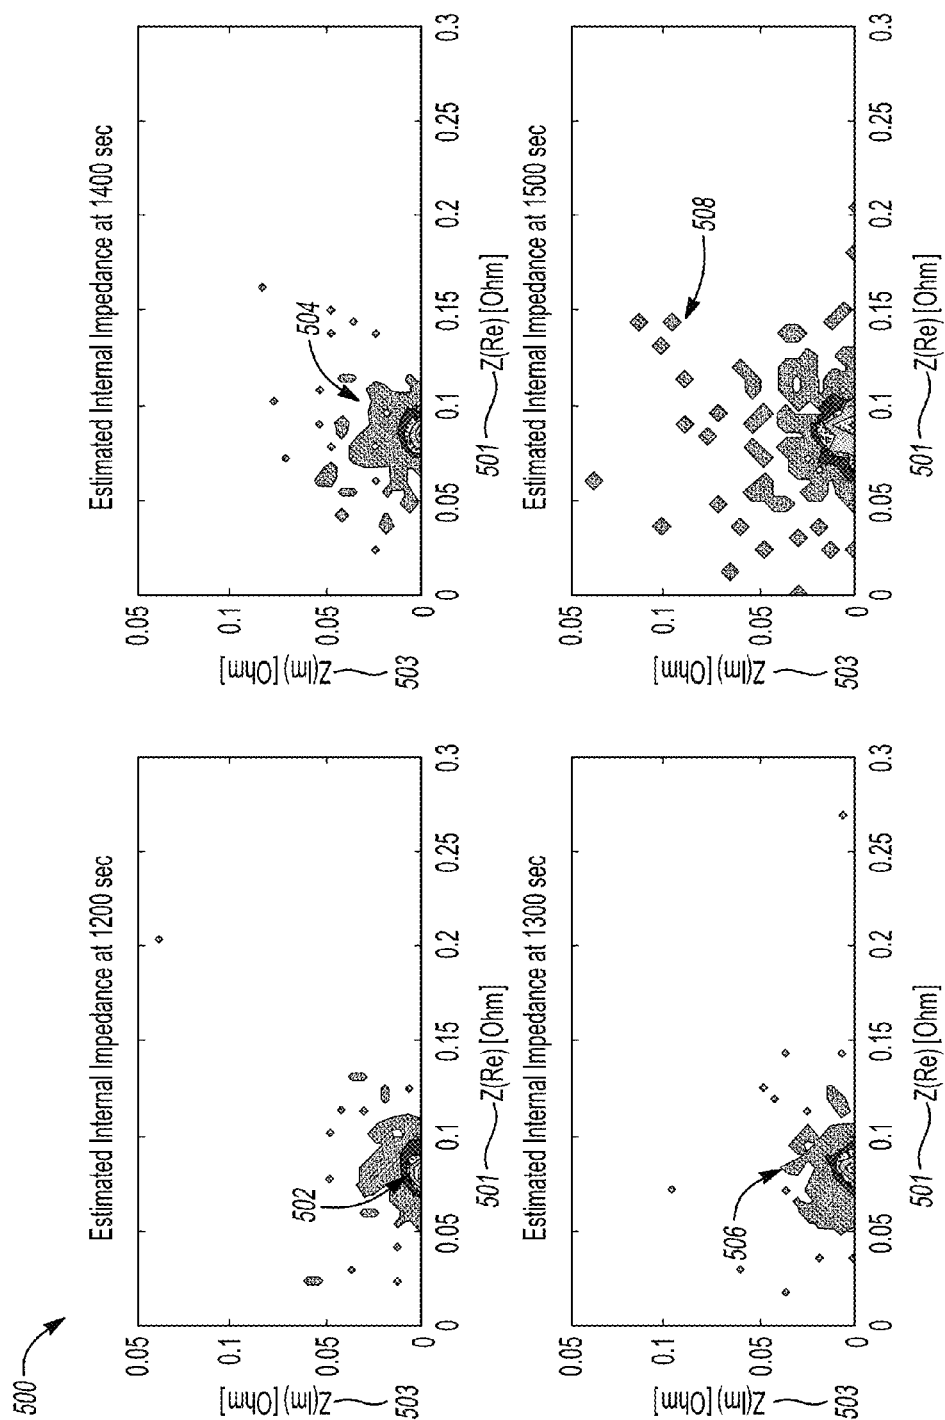 500
Estimated Internal Impedance at 1200 sec
0.05
0.1
0.05
0
Z(Im) [Ohm]
503
502
0 0.05 0.1 0.15 0.2 0.25 0.3
501 Z(Re) [Ohm]
Estimated Internal Impedance at 1400 sec
0.05
0.1
0.05
0
Z(Im) [Ohm]
503
504
0 0.05 0.1 0.15 0.2 0.25 0.3
501 Z(Re) [Ohm]
Estimated Internal Impedance at 1300 sec
0.05
0.1
0.05
0
Z(Im) [Ohm]
503
506
0 0.05 0.1 0.15 0.2 0.25 0.3
501 Z(Re) [Ohm]
Estimated Internal Impedance at 1500 sec
0.05
0.1
0.05
0
Z(Im) [Ohm]
503
508
0 0.05 0.1 0.15 0.2 0.25 0.3
501 Z(Re) [Ohm]